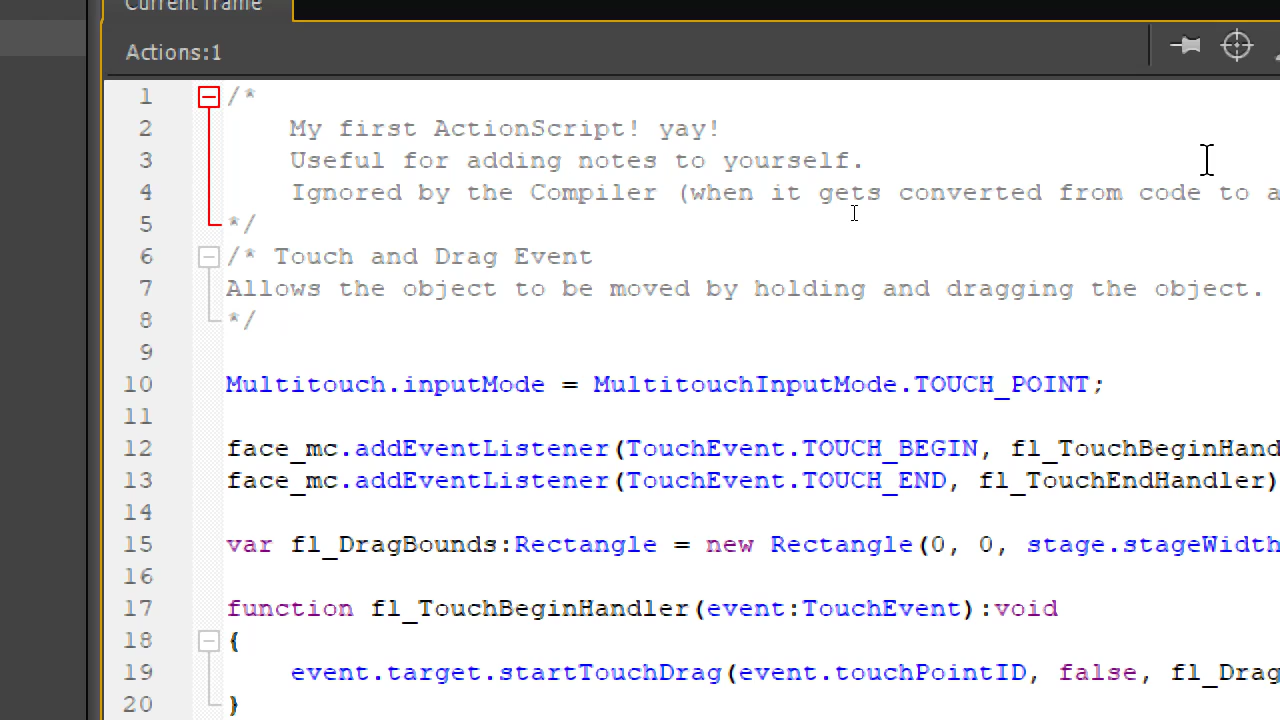 Current frame
Actions:1
1 /*
2 My first ActionScript! yay!
3 Useful for adding notes to yourself.
4 Ignored by the Compiler (when it gets converted from code to a
5 */
6 /* Touch and Drag Event
7 Allows the object to be moved by holding and dragging the object.
8 */
9
10 Multitouch.inputMode = MultitouchInputMode.TOUCH_POINT;
11
12 face_mc.addEventListener(TouchEvent.TOUCH_BEGIN, fl_TouchBeginHand
13 face_mc.addEventListener(TouchEvent.TOUCH_END, fl_TouchEndHandler)
14
15 var fl_DragBounds:Rectangle = new Rectangle(0, 0, stage.stageWidth
16
17 function fl_TouchBeginHandler(event:TouchEvent):void
18 {
19 event.target.startTouchDrag(event.touchPointID, false, fl_Drag
20 }